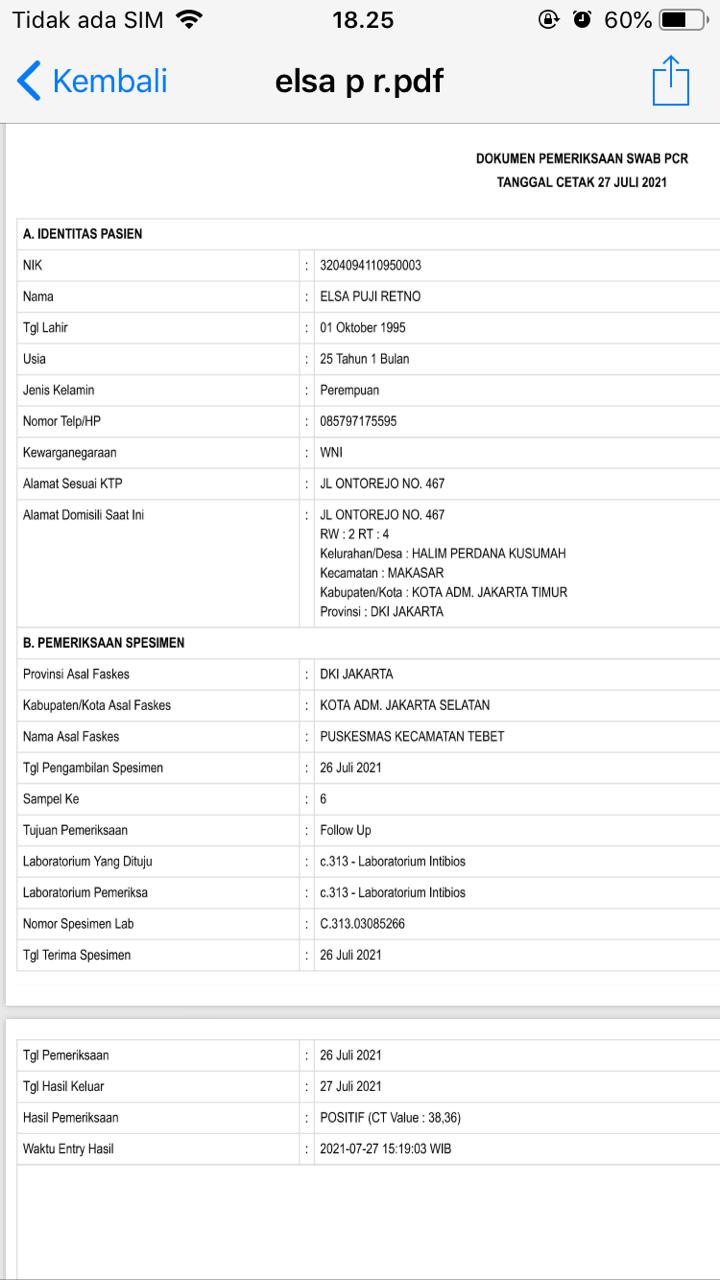 Tidak ada SIM 18.25 60%
Kembali elsa p r.pdf
DOKUMEN PEMERIKSAAN SWAB PCR
TANGGAL CETAK 27 JULI 2021
A. IDENTITAS PASIEN
NIK : 3204094110950003
Nama : ELSA PUJI RETNO
Tgl Lahir : 01 Oktober 1995
Usia : 25 Tahun 1 Bulan
Jenis Kelamin : Perempuan
Nomor Telp/HP : 085797175595
Kewarganegaraan : WNI
Alamat Sesuai KTP : JL ONTOREJO NO. 467
Alamat Domisili Saat Ini : JL ONTOREJO NO. 467
RW : 2 RT : 4
Kelurahan/Desa : HALIM PERDANA KUSUMAH
Kecamatan : MAKASAR
Kabupaten/Kota : KOTA ADM. JAKARTA TIMUR
Provinsi : DKI JAKARTA
B. PEMERIKSAAN SPESIMEN
Provinsi Asal Faskes : DKI JAKARTA
Kabupaten/Kota Asal Faskes : KOTA ADM. JAKARTA SELATAN
Nama Asal Faskes : PUSKESMAS KECAMATAN TEBET
Tgl Pengambilan Spesimen : 26 Juli 2021
Sampel Ke : 6
Tujuan Pemeriksaan : Follow Up
Laboratorium Yang Dituju : c.313 - Laboratorium Intibios
Laboratorium Pemeriksa : c.313 - Laboratorium Intibios
Nomor Spesimen Lab : C.313.03085266
Tgl Terima Spesimen : 26 Juli 2021
Tgl Pemeriksaan : 26 Juli 2021
Tgl Hasil Keluar : 27 Juli 2021
Hasil Pemeriksaan : POSITIF (CT Value : 38,36)
Waktu Entry Hasil : 2021-07-27 15:19:03 WIB